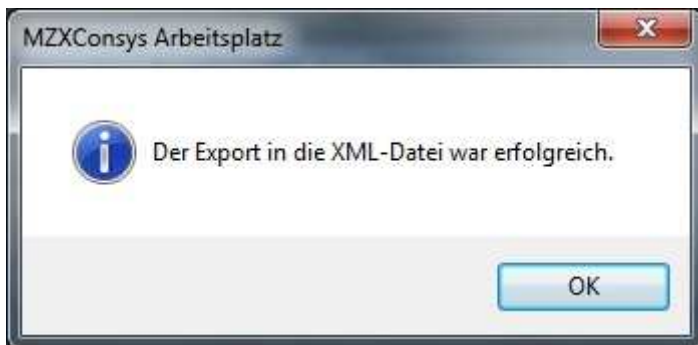 MZXConsys Arbeitsplatz
Der Export in die XML-Datei war erfolgreich.
OK